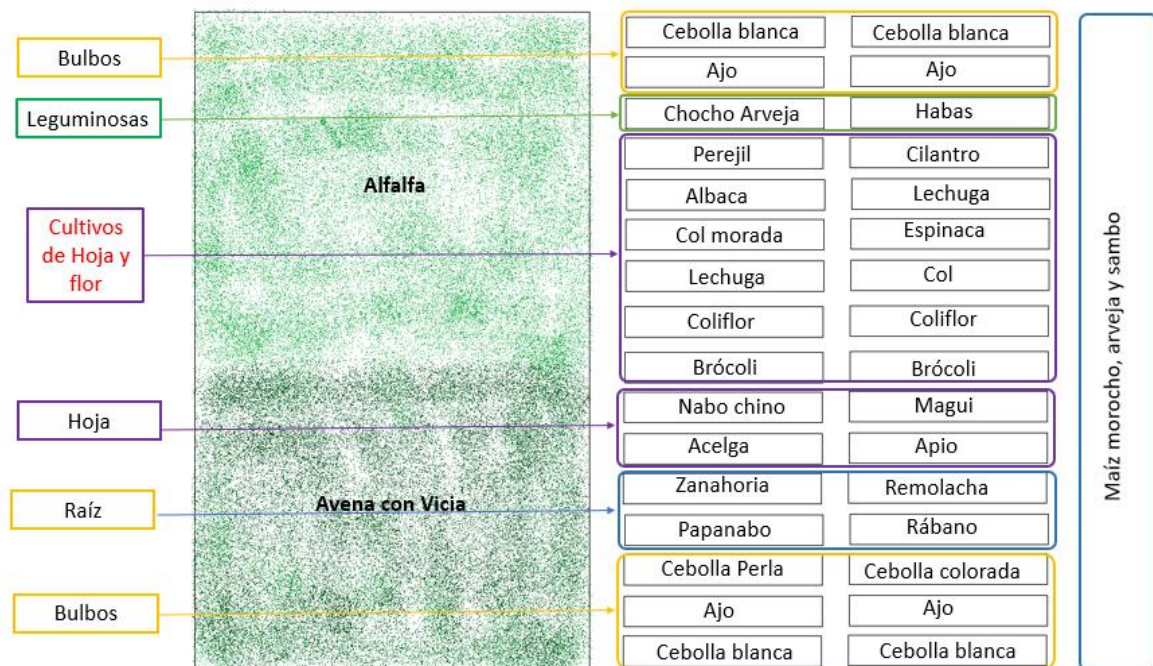 Bulbos
Leguminosas
Cultivos
de Hoja y
flor
Hoja
Raíz
Bulbos
Alfalfa
Avena con Vicia
Cebolla blanca
Cebolla blanca
Ajo
Ajo
Chocho Arveja
Habas
Perejil
Cilantro
Albaca
Lechuga
Col morada
Espinaca
Lechuga
Col
Coliflor
Coliflor
Brócoli
Brócoli
Nabo chino
Magui
Acelga
Apio
Zanahoria
Remolacha
Papanabo
Rábano
Cebolla Perla
Cebolla colorada
Ajo
Ajo
Cebolla blanca
Cebolla blanca
Maíz morocho, arveja y sambo